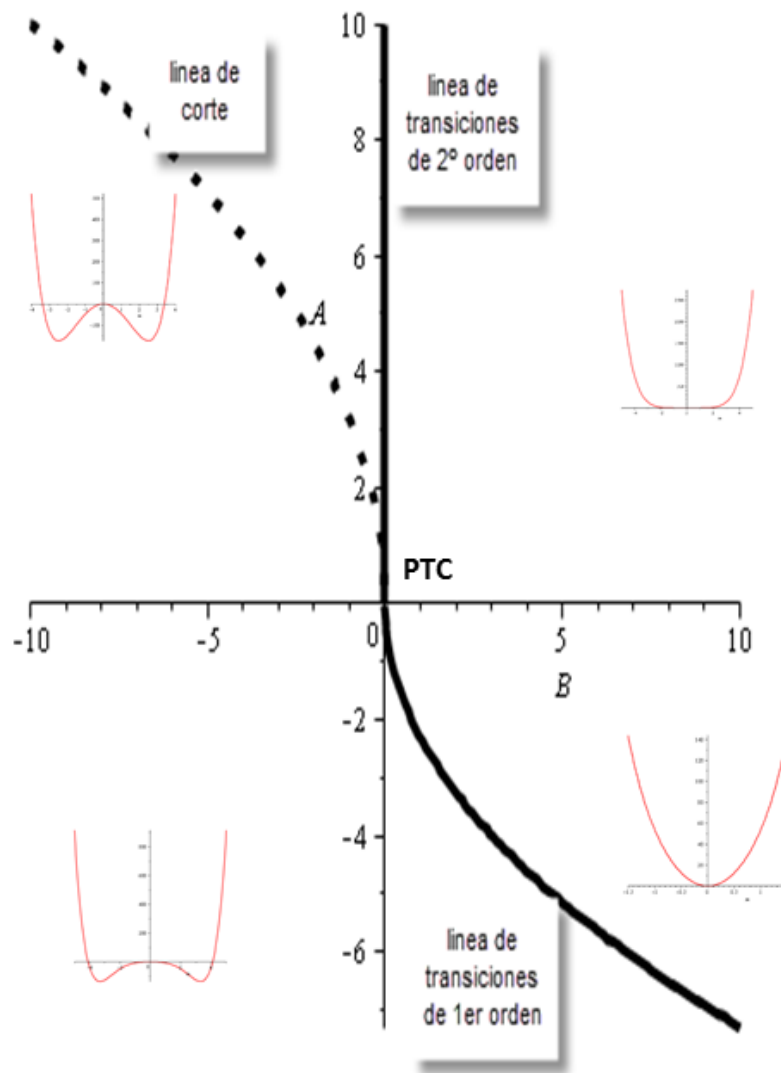 10
linea de
corte
linea de
transiciones
de 2º orden
8
6
A
4
2
PTC
-10
-5
0
5
10
B
-2
-4
-6
linea de
transiciones
de 1er orden